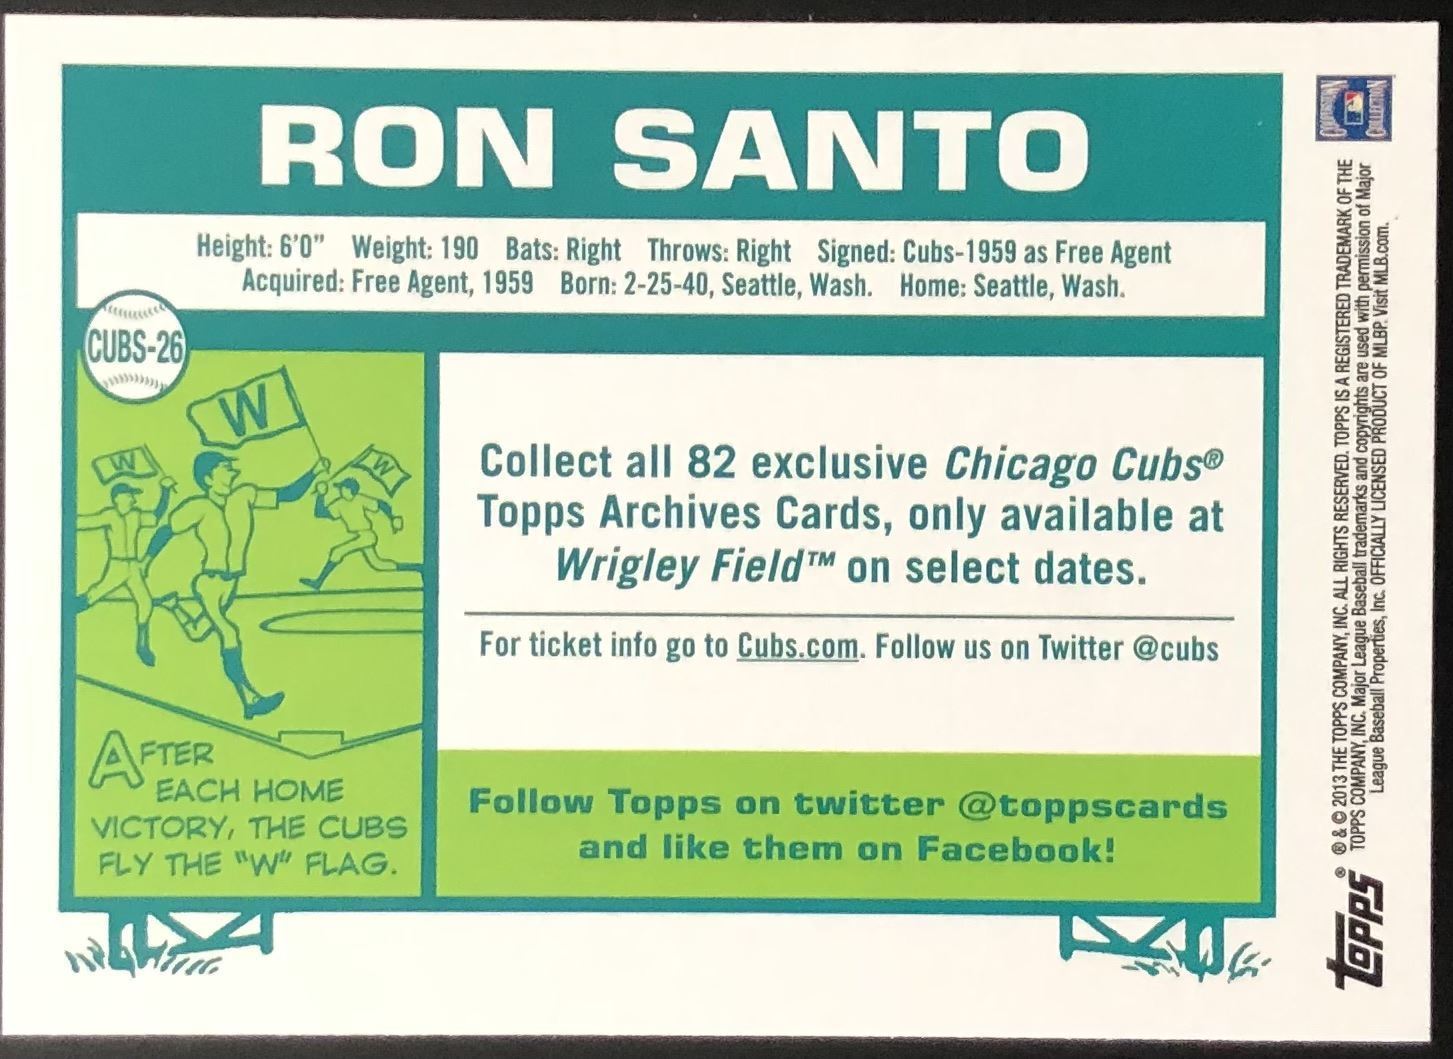 RON SANTO
Height: 6'0" Weight: 190 Bats: Right Throws: Right Signed: Cubs-1959 as Free Agent
Acquired: Free Agent, 1959 Born: 2-25-40, Seattle, Wash. Home: Seattle, Wash.
CUBS-26
W
W
W
AFTER
EACH HOME
VICTORY, THE CUBS
FLY THE "W" FLAG.
Collect all 82 exclusive Chicago Cubs®
Topps Archives Cards, only available at
Wrigley Field™ on select dates.
For ticket info go to Cubs.com. Follow us on Twitter @cubs
Follow Topps on twitter @toppscards
and like them on Facebook!
COOPERSTOWN
COLLECTION
® & © 2013 THE TOPPS COMPANY, INC. ALL RIGHTS RESERVED. TOPPS IS A REGISTERED TRADEMARK OF THE
TOPPS COMPANY, INC. Major League Baseball trademarks and copyrights are used with permission of Major
League Baseball Properties, Inc. OFFICIALLY LICENSED PRODUCT OF MLBP. Visit MLB.com.
topps®